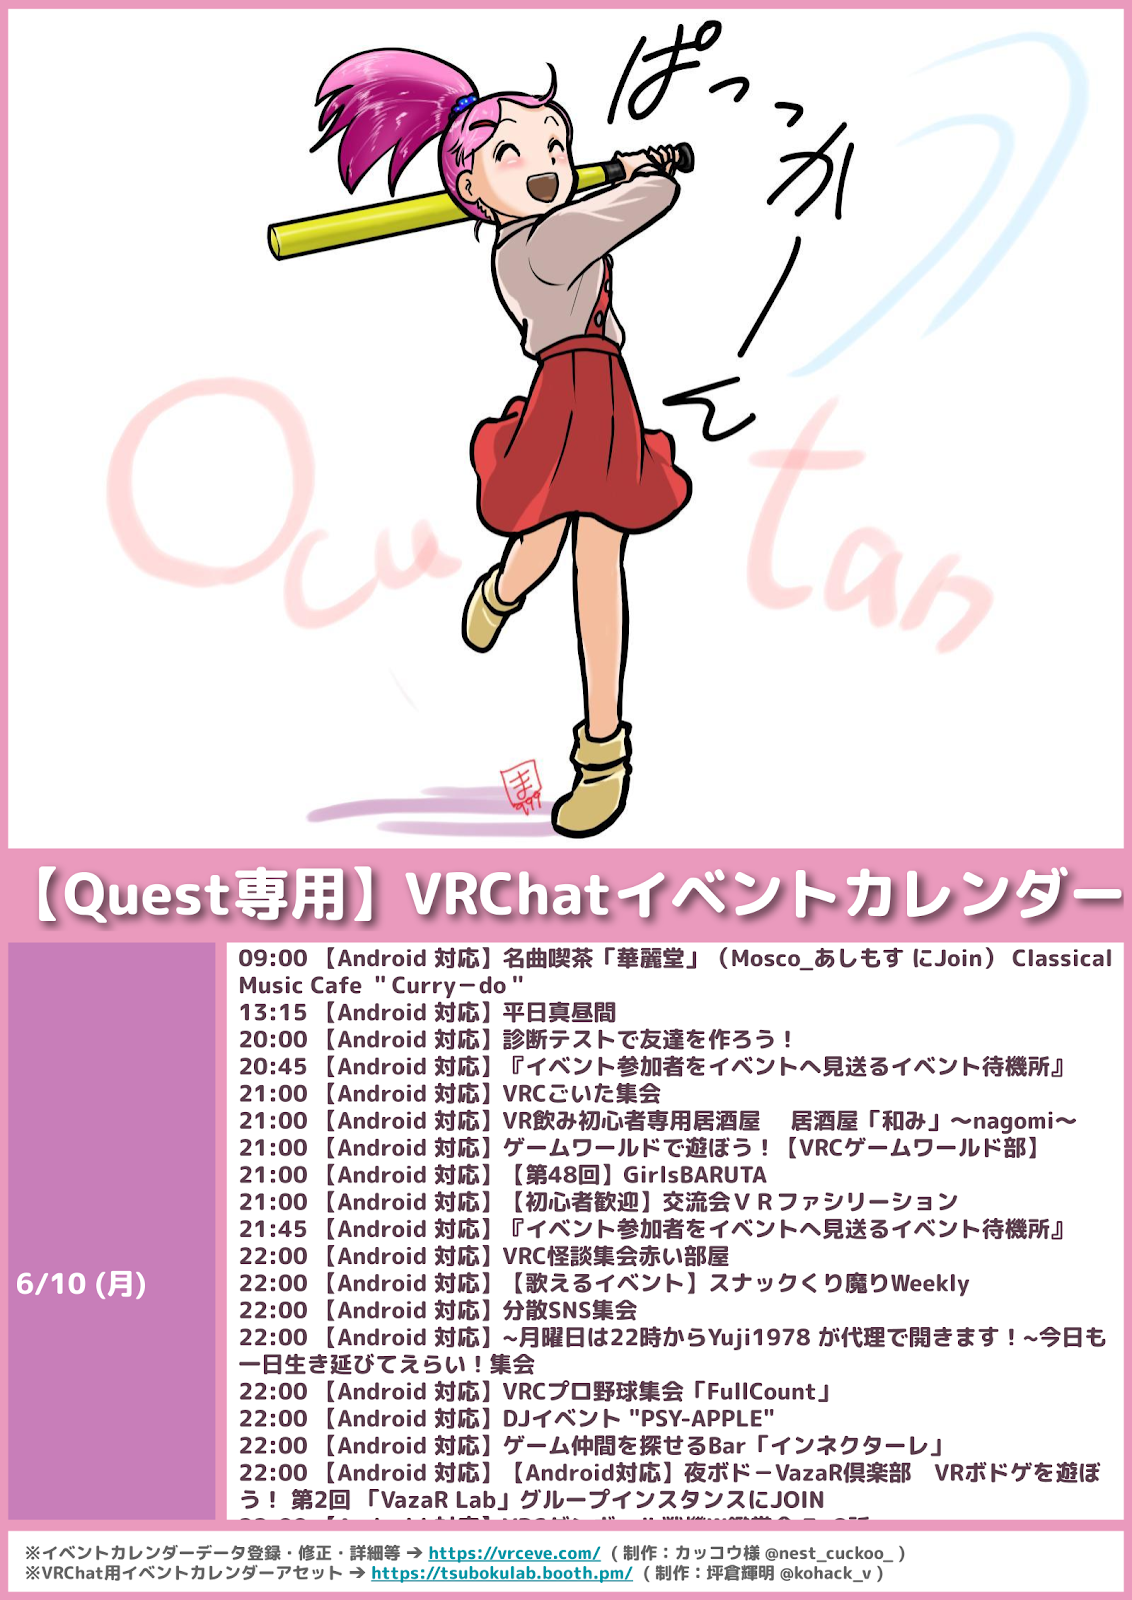 ぱっっかーーん
Ocu tan
ま
999
【Quest専用】VRChatイベントカレンダー
6/10 (月)
09:00 【Android 対応】名曲喫茶「華麗堂」（Mosco_あしもす にJoin） Classical
Music Cafe ＂Curryーdo＂
13:15 【Android 対応】平日真昼間
20:00 【Android 対応】診断テストで友達を作ろう！
20:45 【Android 対応】『イベント参加者をイベントへ見送るイベント待機所』
21:00 【Android 対応】VRCごいた集会
21:00 【Android 対応】VR飲み初心者専用居酒屋　居酒屋「和み」～nagomi～
21:00 【Android 対応】ゲームワールドで遊ぼう！【VRCゲームワールド部】
21:00 【Android 対応】【第48回】GirlsBARUTA
21:00 【Android 対応】【初心者歓迎】交流会ＶＲファシリーション
21:45 【Android 対応】『イベント参加者をイベントへ見送るイベント待機所』
22:00 【Android 対応】VRC怪談集会赤い部屋
22:00 【Android 対応】【歌えるイベント】スナックくり魔りWeekly
22:00 【Android 対応】分散SNS集会
22:00 【Android 対応】~月曜日は22時からYuji1978 が代理で開きます！~今日も
一日生き延びてえらい！集会
22:00 【Android 対応】VRCプロ野球集会「FullCount」
22:00 【Android 対応】DJイベント "PSY-APPLE"
22:00 【Android 対応】ゲーム仲間を探せるBar「インネクターレ」
22:00 【Android 対応】【Android対応】夜ボドーVazaR倶楽部　VRボドゲを遊ぼ
う！ 第2回 「VazaR Lab」グループインスタンスにJOIN
※イベントカレンダーデータ登録・修正・詳細等 → https://vrceve.com/ （制作：カッコウ様 @nest_cuckoo_ ）
※VRChat用イベントカレンダーアセット → https://tsubokulab.booth.pm/ （制作：坪倉輝明 @kohack_v ）